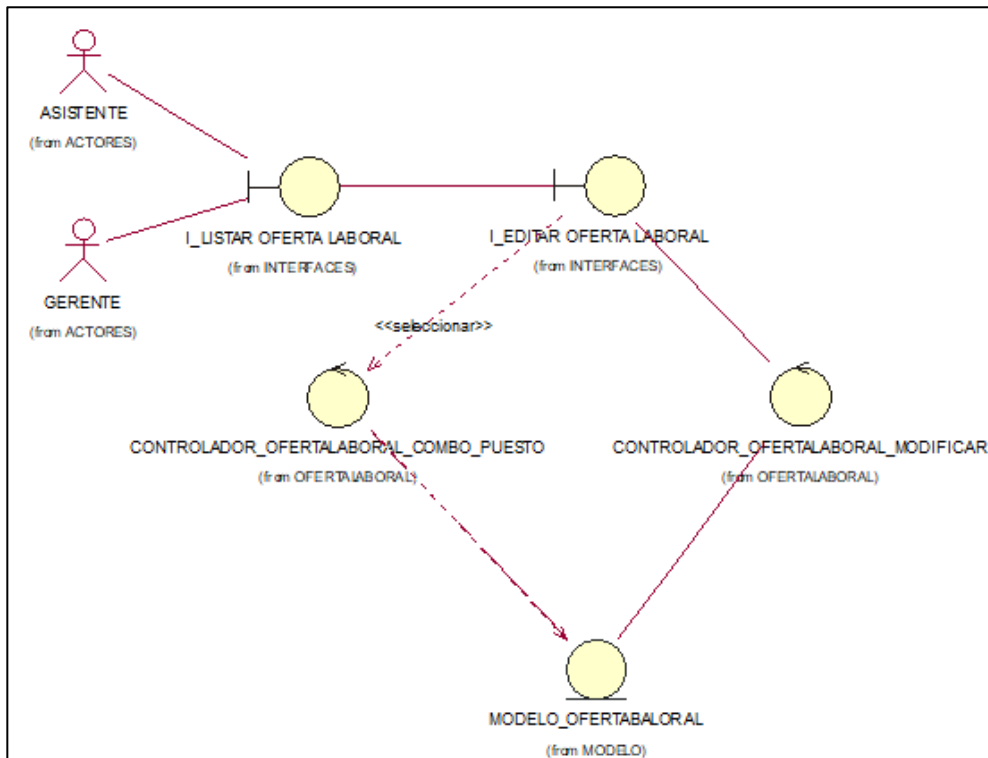 ASISTENTE
(from ACTORES)
GERENTE
(from ACTORES)
I_LISTAR OFERTA LABORAL
(from INTERFACES)
I_EDITAR OFERTA LABORAL
(from INTERFACES)
<<seleccionar>>
CONTROLADOR_OFERTALABORAL_COMBO_PUESTO
(from OFERTALABORAL)
CONTROLADOR_OFERTALABORAL_MODIFICAR
(from OFERTALABORAL)
MODELO_OFERTABALORAL
(from MODELO)